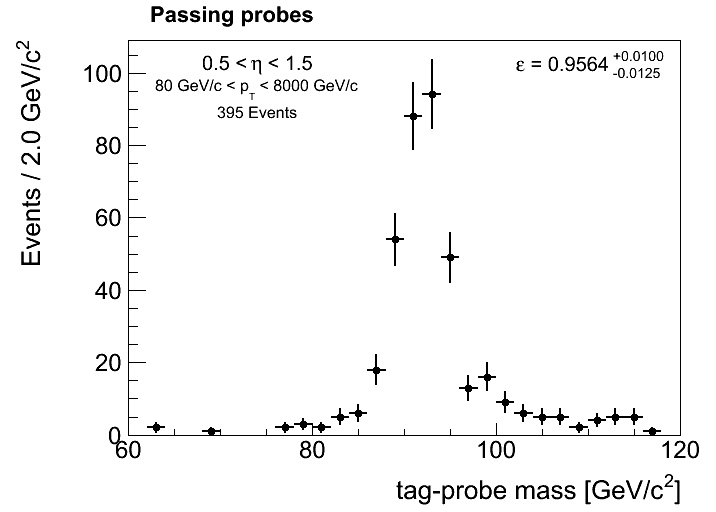 Passing probes
0.5 < η < 1.5
80 GeV/c < p_T < 8000 GeV/c
395 Events
ε = 0.9564 +0.0100 -0.0125
Events / 2.0 GeV/c²
100
80
60
40
20
0
60 80 100 120
tag-probe mass [GeV/c²]